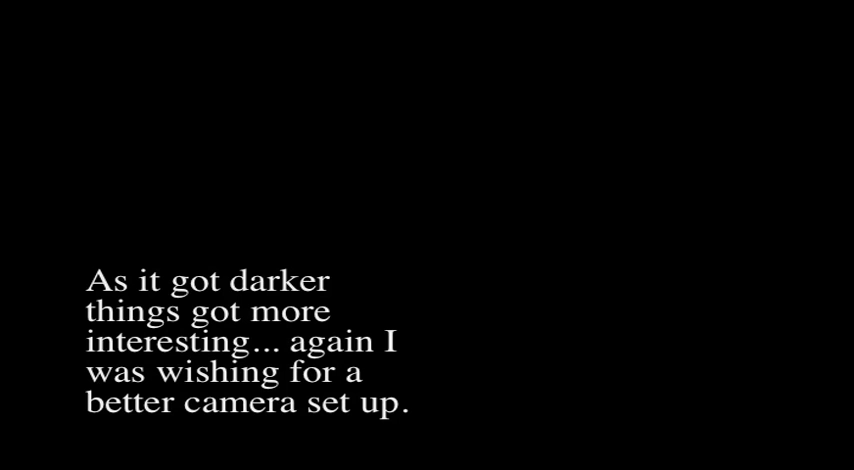 As it got darker
things got more
interesting... again I
was wishing for a
better camera set up.